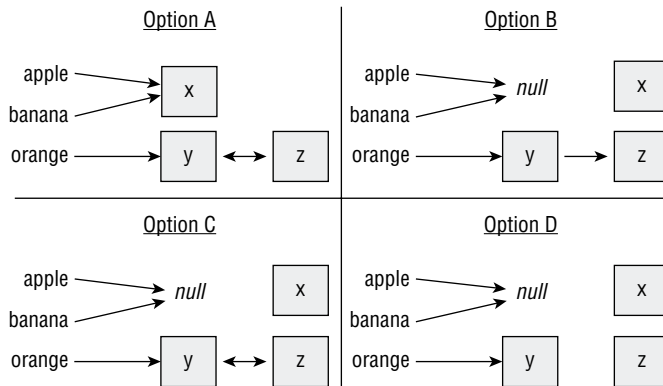 Option A
apple
x
banana
orange
y
z
Option B
apple
null
x
banana
orange
y
z
Option C
apple
null
x
banana
orange
y
z
Option D
apple
null
x
banana
orange
y
z